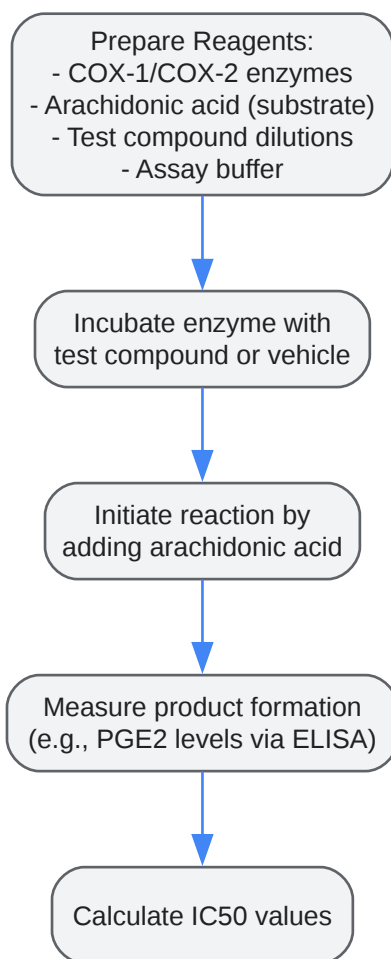 Prepare Reagents:
- COX-1/COX-2 enzymes
- Arachidonic acid (substrate)
- Test compound dilutions
- Assay buffer
Incubate enzyme with
test compound or vehicle
Initiate reaction by
adding arachidonic acid
Measure product formation
(e.g., PGE2 levels via ELISA)
Calculate IC50 values